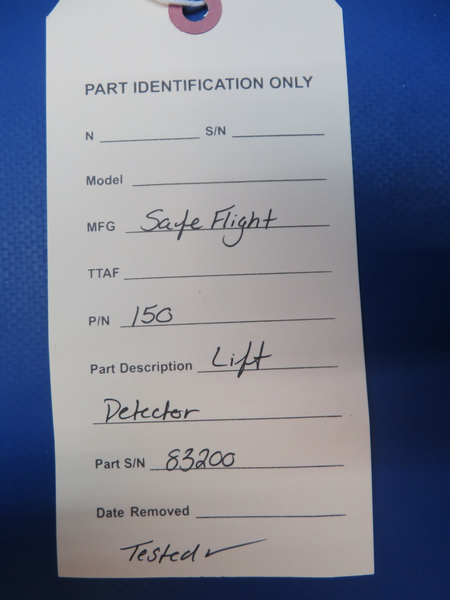 PART IDENTIFICATION ONLY
N S/N
Model
MFG Safe Flight
TTAF
P/N 150
Part Description Lift
Detector
Part S/N 83200
Date Removed
Tested ✓